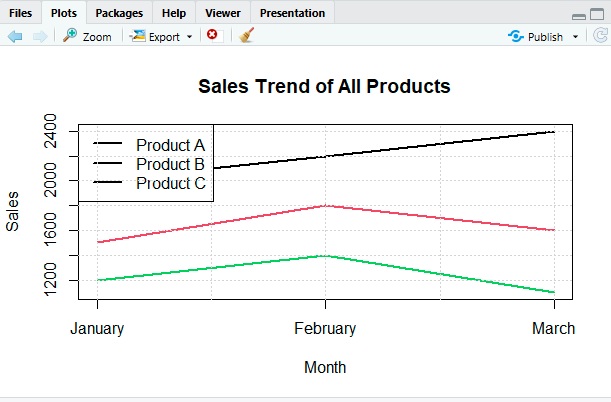 Files Plots Packages Help Viewer Presentation
Zoom Export Publish
Sales Trend of All Products
2400
2000
1600
1200
Sales
Product A
Product B
Product C
January February March
Month